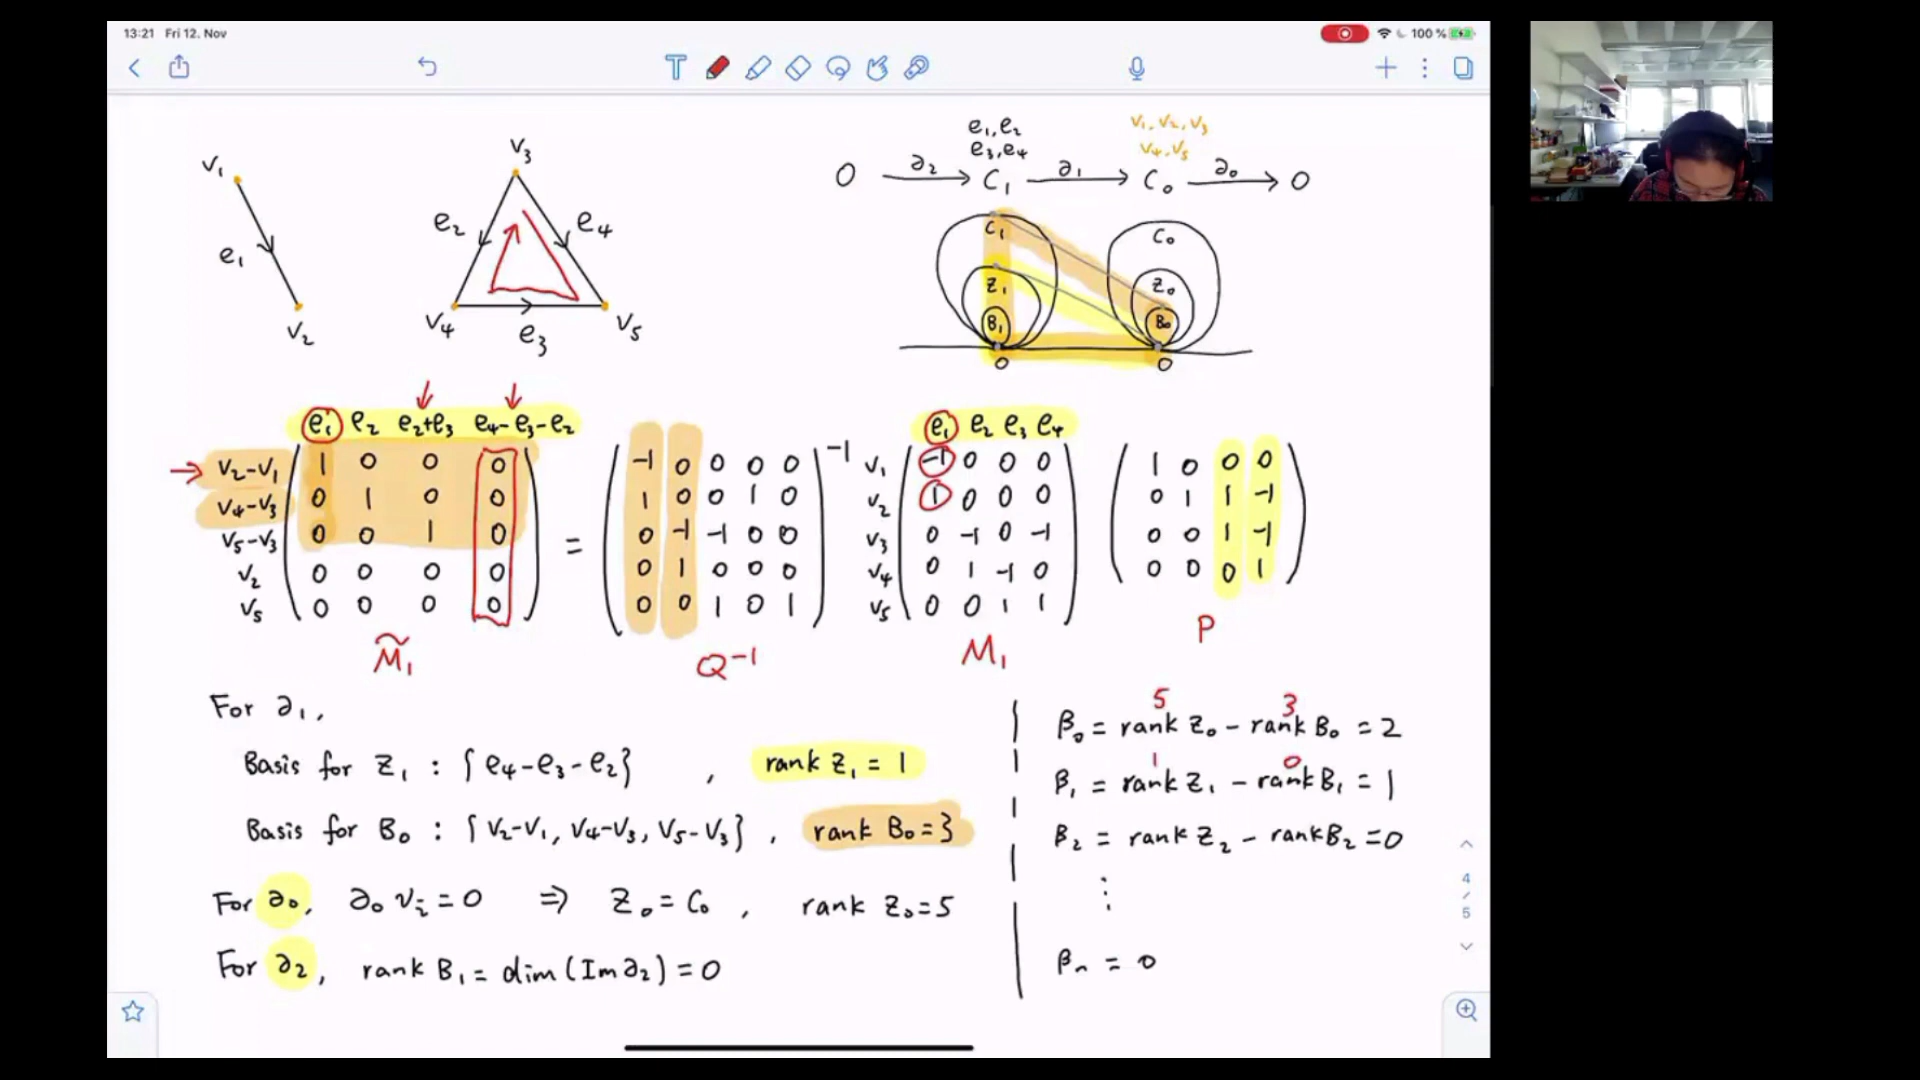 13:21 Fri 12. Nov
100 %
v₁
e₁
v₂
v₃
e₂ e₄
v₄ e₃ v₅
e₁, e₂ v₁, v₂, v₃
e₃, e₄ v₄, v₅
0 ∂₂ → C₁ ∂₁ → C₀ ∂₀ → 0
C₁ C₀
Z₁ Z₀
B₁ B₀
0 0
e₁ e₂ e₂+e₃ e₄-e₃-e₂
v₂-v₁ 1 0 0 0
v₄-v₃ 0 1 0 0
v₅-v₃ 0 0 1 0
v₂ 0 0 0 0
v₅ 0 0 0 0
M̃₁
=
-1 0 0 0 0
1 0 0 1 0
0 -1 -1 0 0
0 1 0 0 0
0 0 1 0 1
-1
Q⁻¹
e₁ e₂ e₃ e₄
v₁ -1 0 0 0
v₂ 1 0 0 0
v₃ 0 -1 0 -1
v₄ 0 1 -1 0
v₅ 0 0 1 1
M₁
1 0 0 0
0 1 1 -1
0 0 1 -1
0 0 0 1
P
For ∂₁,
Basis for Z₁ : {e₄-e₃-e₂} , rank Z₁ = 1
Basis for B₀ : {v₂-v₁, v₄-v₃, v₅-v₃} , rank B₀=3
For ∂₀, ∂₀ vᵢ = 0 ⇒ Z₀ = C₀ , rank Z₀=5
For ∂₂, rank B₁ = dim(Im ∂₂) = 0
5 3
β₀ = rank Z₀ - rank B₀ = 2
1 0
β₁ = rank Z₁ - rank B₁ = 1
β₂ = rank Z₂ - rank B₂ = 0
⋮
βₙ = 0
4
/
5